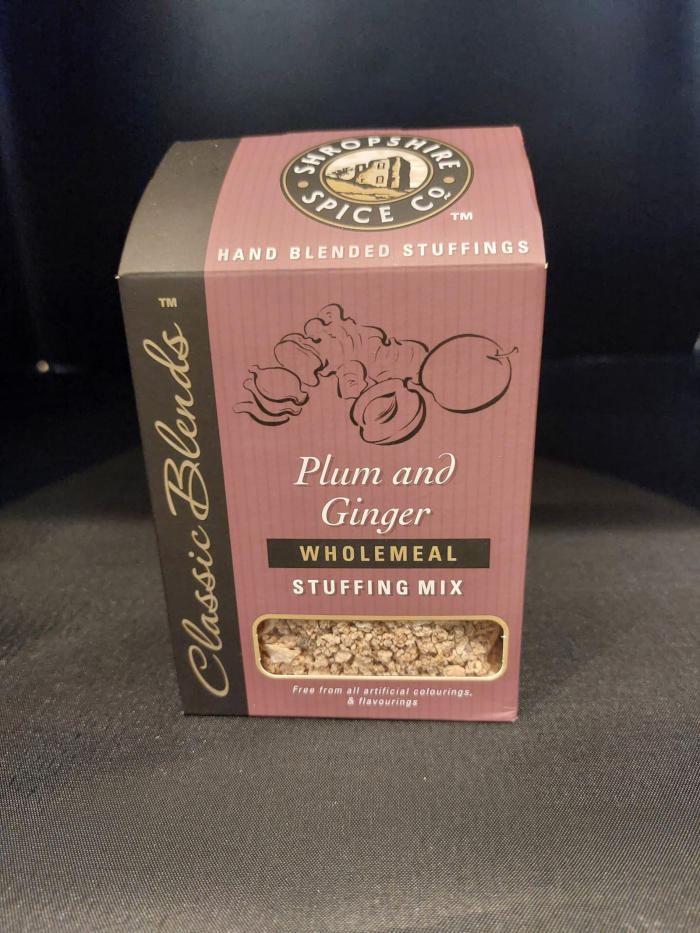 SHROPSHIRE
SPICE Co.
TM
HAND BLENDED STUFFINGS
Classic Blends TM
Plum and
Ginger
WHOLEMEAL
STUFFING MIX
Free from all artificial colourings,
& flavourings